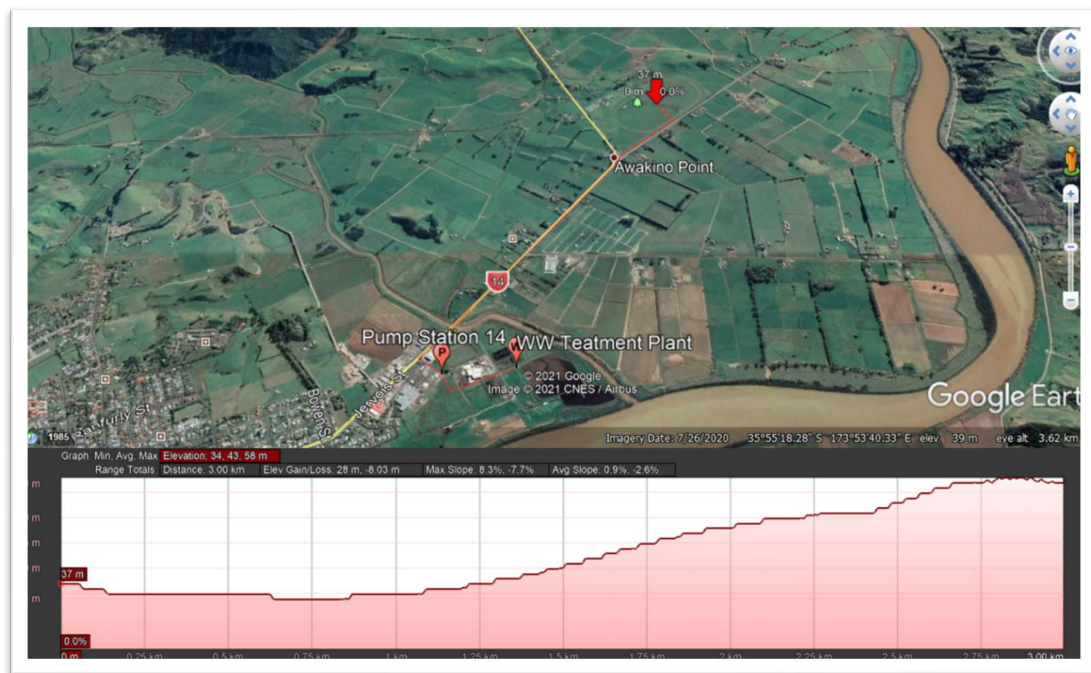 37 m
0 m 0.0%
Awakino Point
14
Pump Station 14
WW Teatment Plant
P
W
Jervois St
Bowen S
Ranfurly St
© 2021 Google
Image © 2021 CNES / Airbus
Google Eart
1985
Imagery Date: 7/26/2020 35°55'18.28" S 173°53'40.33" E elev 39 m eye alt 3.62 km
Graph: Min, Avg, Max Elevation: 34, 43, 58 m
Range Totals: Distance: 3.00 km Elev Gain/Loss: 28 m, -8.03 m Max Slope: 8.3%, -7.7% Avg Slope: 0.9%, -2.6%
m
m
m
m
37 m
m
0.0%
0 m 0.25 km 0.5 km 0.75 km 1 km 1.25 km 1.5 km 1.75 km 2 km 2.25 km 2.5 km 2.75 km 3.00 km